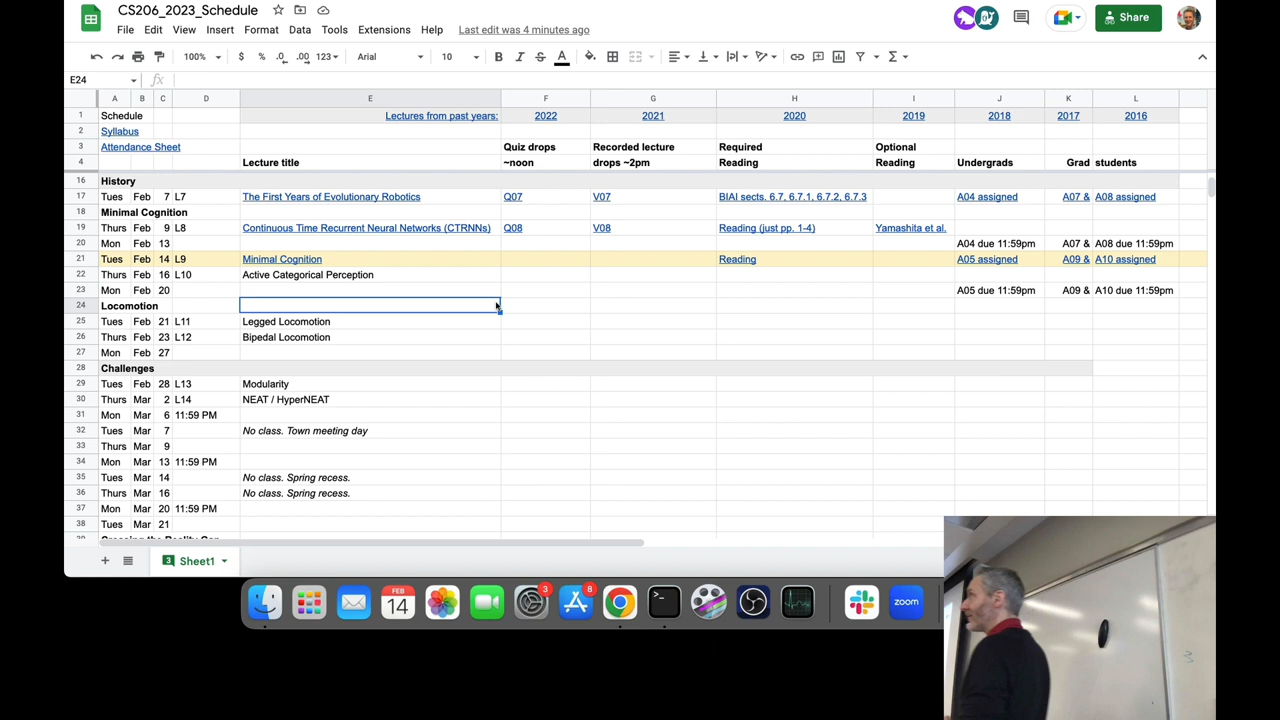 CS206_2023_Schedule
File Edit View Insert Format Data Tools Extensions Help Last edit was 4 minutes ago
Share
100% $ % .0 .00 123 Arial 10 B I S A
E24 fx
A B C D E F G H I J K L
1 Schedule Lectures from past years: 2022 2021 2020 2019 2018 2017 2016
2 Syllabus
3 Attendance Sheet Quiz drops Recorded lecture Required Optional
4 Lecture title ~noon drops ~2pm Reading Reading Undergrads Grad students
16 History
17 Tues Feb 7 L7 The First Years of Evolutionary Robotics Q07 V07 BIAI sects. 6.7, 6.7.1, 6.7.2, 6.7.3 A04 assigned A07 & A08 assigned
18 Minimal Cognition
19 Thurs Feb 9 L8 Continuous Time Recurrent Neural Networks (CTRNNs) Q08 V08 Reading (just pp. 1-4) Yamashita et al.
20 Mon Feb 13 A04 due 11:59pm A07 & A08 due 11:59pm
21 Tues Feb 14 L9 Minimal Cognition Reading A05 assigned A09 & A10 assigned
22 Thurs Feb 16 L10 Active Categorical Perception
23 Mon Feb 20 A05 due 11:59pm A09 & A10 due 11:59pm
24 Locomotion
25 Tues Feb 21 L11 Legged Locomotion
26 Thurs Feb 23 L12 Bipedal Locomotion
27 Mon Feb 27
28 Challenges
29 Tues Feb 28 L13 Modularity
30 Thurs Mar 2 L14 NEAT / HyperNEAT
31 Mon Mar 6 11:59 PM
32 Tues Mar 7 No class. Town meeting day
33 Thurs Mar 9
34 Mon Mar 13 11:59 PM
35 Tues Mar 14 No class. Spring recess.
36 Thurs Mar 16 No class. Spring recess.
37 Mon Mar 20 11:59 PM
38 Tues Mar 21
3 Sheet1
FEB
14
3
8
zoom